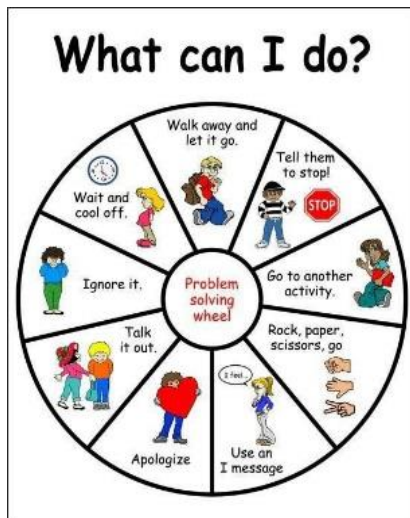 What can I do?
Walk away and
let it go.
Tell them
to stop!
STOP
Go to another
activity.
Rock, paper,
scissors, go
I feel...
Use an
I message
Apologize
Talk
it out.
Ignore it.
Wait and
cool off.
Problem
solving
wheel